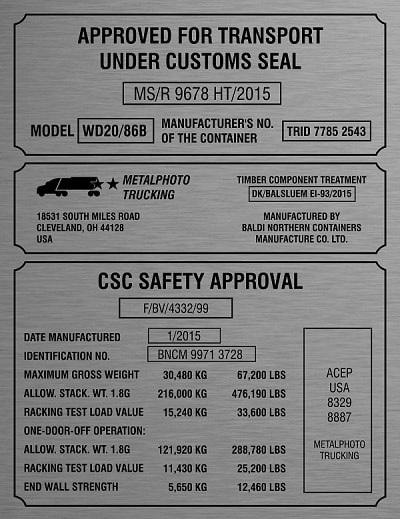 APPROVED FOR TRANSPORT
UNDER CUSTOMS SEAL
MS/R 9678 HT/2015
MODEL WD20/86B MANUFACTURER'S NO. OF THE CONTAINER TRID 7785 2543
METALPHOTO
TRUCKING
18531 SOUTH MILES ROAD
CLEVELAND, OH 44128
USA
TIMBER COMPONENT TREATMENT
DK/BALSLUEM EI-93/2015
MANUFACTURED BY
BALDI NORTHERN CONTAINERS
MANUFACTURE CO. LTD.
CSC SAFETY APPROVAL
F/BV/4332/99
DATE MANUFACTURED 1/2015
IDENTIFICATION NO. BNCM 9971 3728
MAXIMUM GROSS WEIGHT 30,480 KG 67,200 LBS
ALLOW. STACK. WT. 1.8G 216,000 KG 476,190 LBS
RACKING TEST LOAD VALUE 15,240 KG 33,600 LBS
ONE-DOOR-OFF OPERATION:
ALLOW. STACK. WT. 1.8G 121,920 KG 288,780 LBS
RACKING TEST LOAD VALUE 11,430 KG 25,200 LBS
END WALL STRENGTH 5,650 KG 12,460 LBS
ACEP
USA
8329
8887
METALPHOTO
TRUCKING